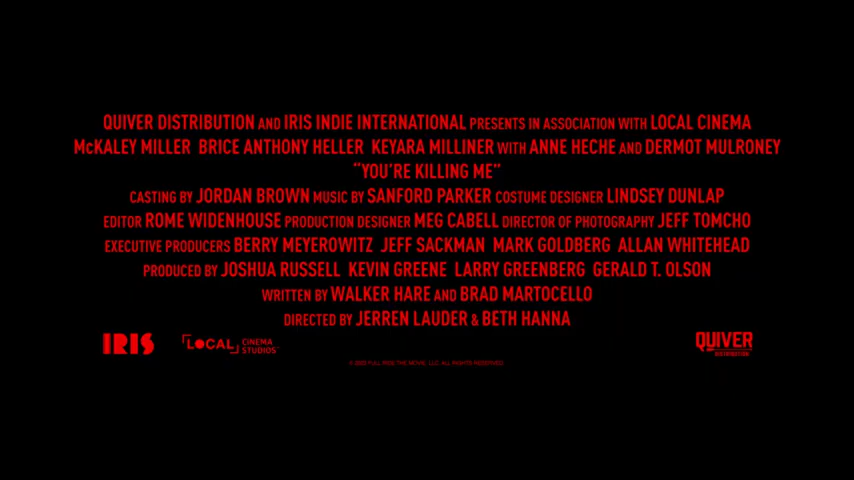 QUIVER DISTRIBUTION AND IRIS INDIE INTERNATIONAL PRESENTS IN ASSOCIATION WITH LOCAL CINEMA
McKALEY MILLER BRICE ANTHONY HELLER KEYARA MILLINER WITH ANNE HECHE AND DERMOT MULRONEY
"YOU'RE KILLING ME"
CASTING BY JORDAN BROWN MUSIC BY SANFORD PARKER COSTUME DESIGNER LINDSEY DUNLAP
EDITOR ROME WIDENHOUSE PRODUCTION DESIGNER MEG CABELL DIRECTOR OF PHOTOGRAPHY JEFF TOMCHO
EXECUTIVE PRODUCERS BERRY MEYEROWITZ JEFF SACKMAN MARK GOLDBERG ALLAN WHITEHEAD
PRODUCED BY JOSHUA RUSSELL KEVIN GREENE LARRY GREENBERG GERALD T. OLSON
WRITTEN BY WALKER HARE AND BRAD MARTOCELLO
DIRECTED BY JERREN LAUDER & BETH HANNA
IRIS
LOCAL CINEMA STUDIOS
QUIVER
ALL RIGHTS RESERVED